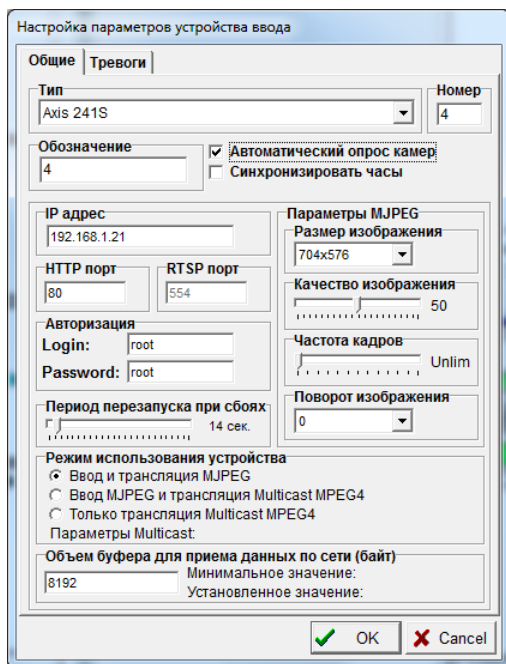 Настройка параметров устройства ввода
Общие Тревоги
Тип
Axis 241S
Номер
4
Обозначение
4
Автоматический опрос камер
Синхронизировать часы
IP адрес
192.168.1.21
HTTP порт
80
RTSP порт
554
Авторизация
Login: root
Password: root
Период перезапуска при сбоях
14 сек.
Параметры MJPEG
Размер изображения
704x576
Качество изображения
50
Частота кадров
Unlim
Поворот изображения
0
Режим использования устройства
Ввод и трансляция MJPEG
Ввод MJPEG и трансляция Multicast MPEG4
Только трансляция Multicast MPEG4
Параметры Multicast:
Объем буфера для приема данных по сети (байт)
8192
Минимальное значение:
Установленное значение:
OK Cancel